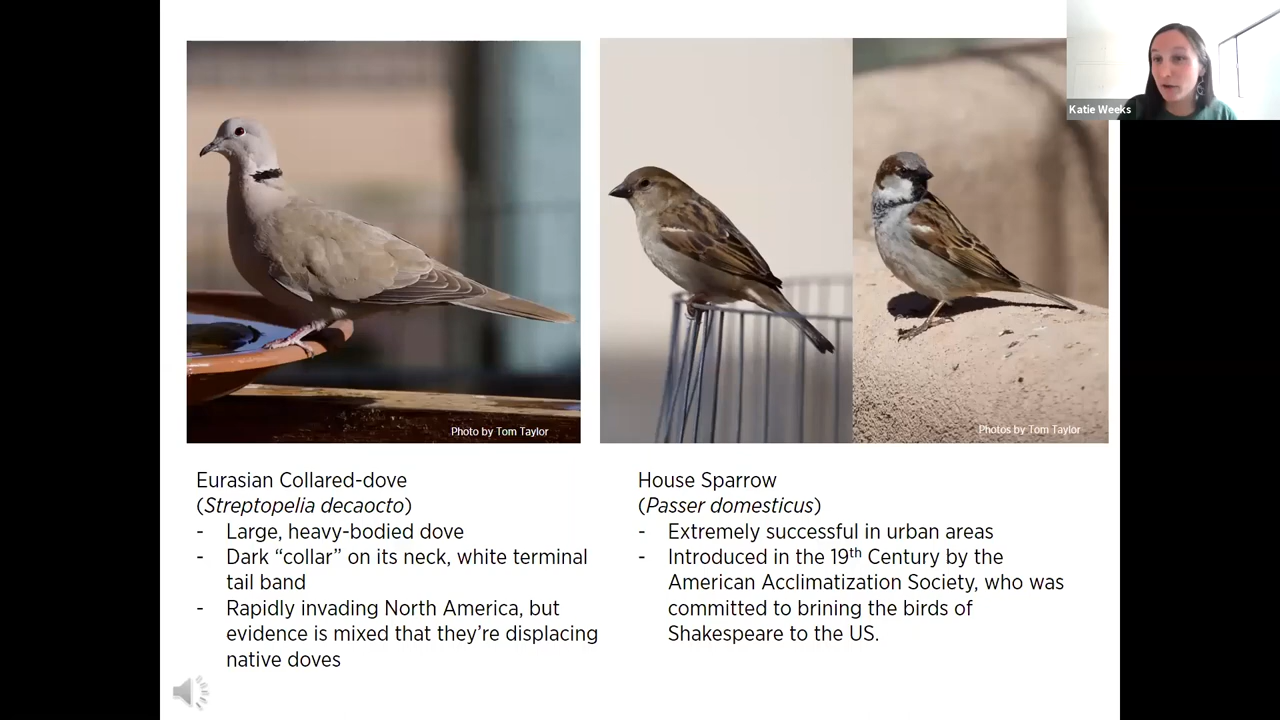 Katie Weeks
Photo by Tom Taylor
Photos by Tom Taylor
Eurasian Collared-dove
(Streptopelia decaocto)
- Large, heavy-bodied dove
- Dark “collar” on its neck, white terminal
tail band
- Rapidly invading North America, but
evidence is mixed that they’re displacing
native doves
House Sparrow
(Passer domesticus)
- Extremely successful in urban areas
- Introduced in the 19th Century by the
American Acclimatization Society, who was
committed to brining the birds of
Shakespeare to the US.